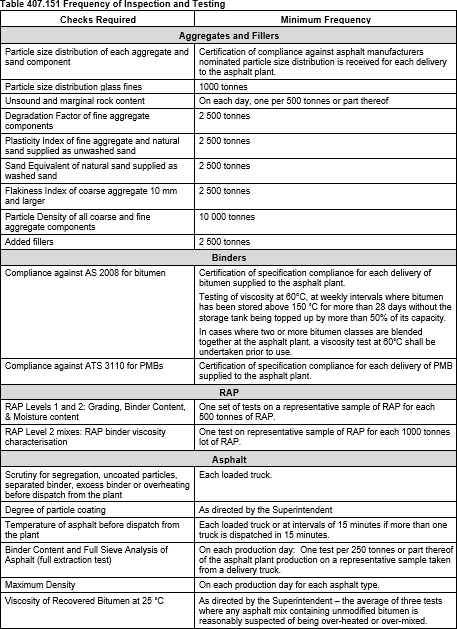 Table 407.151 Frequency of Inspection and Testing
Checks Required
Minimum Frequency
Aggregates and Fillers
Particle size distribution of each aggregate and
sand component
Certification of compliance against asphalt manufacturers
nominated particle size distribution is received for each delivery
to the asphalt plant.
Particle size distribution glass fines
1000 tonnes
Unsound and marginal rock content
On each day, one per 500 tonnes or part thereof
Degradation Factor of fine aggregate
components
2 500 tonnes
Plasticity Index of fine aggregate and natural
sand supplied as unwashed sand
2 500 tonnes
Sand Equivalent of natural sand supplied as
washed sand
2 500 tonnes
Flakiness Index of coarse aggregate 10 mm
and larger
2 500 tonnes
Particle Density of all coarse and fine
aggregate components
10 000 tonnes
Added fillers
2 500 tonnes
Binders
Compliance against AS 2008 for bitumen
Certification of specification compliance for each delivery of
bitumen supplied to the asphalt plant.
Testing of viscosity at 60°C, at weekly intervals where bitumen
has been stored above 150 °C for more than 28 days without the
storage tank being topped up by more than 50% of its capacity.
In cases where two or more bitumen classes are blended
together at the asphalt plant, a viscosity test at 60°C shall be
undertaken prior to use.
Compliance against ATS 3110 for PMBs
Certification of specification compliance for each delivery of PMB
supplied to the asphalt plant.
RAP
RAP Levels 1 and 2: Grading, Binder Content,
& Moisture content
One set of tests on a representative sample of RAP for each
500 tonnes of RAP.
RAP Level 2 mixes: RAP binder viscosity
characterisation
One test on representative sample of RAP for each 1000 tonnes
lot of RAP.
Asphalt
Scrutiny for segregation, uncoated particles,
separated binder, excess binder or overheating
before dispatch from the plant
Each loaded truck.
Degree of particle coating
As directed by the Superintendent
Temperature of asphalt before dispatch from
the plant
Each loaded truck or at intervals of 15 minutes if more than one
truck is dispatched in 15 minutes.
Binder Content and Full Sieve Analysis of
Asphalt (full extraction test)
On each production day: One test per 250 tonnes or part thereof
of the asphalt plant production on a representative sample taken
from a delivery truck.
Maximum Density
On each production day for each asphalt type.
Viscosity of Recovered Bitumen at 25 °C
As directed by the Superintendent – the average of three tests
where any asphalt mix containing unmodified bitumen is
reasonably suspected of being over-heated or over-mixed.